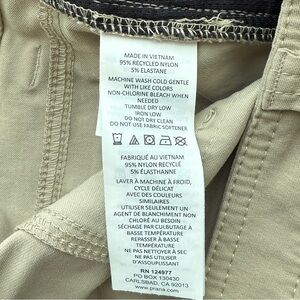 MADE IN VIETNAM
95% RECYCLED NYLON
5% ELASTANE
MACHINE WASH COLD GENTLE
WITH LIKE COLORS
NON-CHLORINE BLEACH WHEN
NEEDED
TUMBLE DRY LOW
IRON LOW
DO NOT DRY CLEAN
DO NOT USE FABRIC SOFTENER
FABRIQUÉ AU VIETNAM
95% NYLON RECYCLÉ
5% ÉLASTHANNE
LAVER À MACHINE À FROID,
CYCLE DÉLICAT
AVEC DES COULEURS
SIMILAIRES
UTILISER SEULEMENT UN
AGENT DE BLANCHIMENT NON
CHLORÉ AU BESOIN
SÉCHAGE PAR CULBUTAGE À
BASSE TEMPÉRATURE
REPASSER À BASSE
TEMPÉRATURE
NE PAS NETTOYER À SEC
NE PAS UTILISER
D'ASSOUPLISSANT
RN 124977
PO BOX 130430
CARLSBAD, CA 92013
www.prana.com